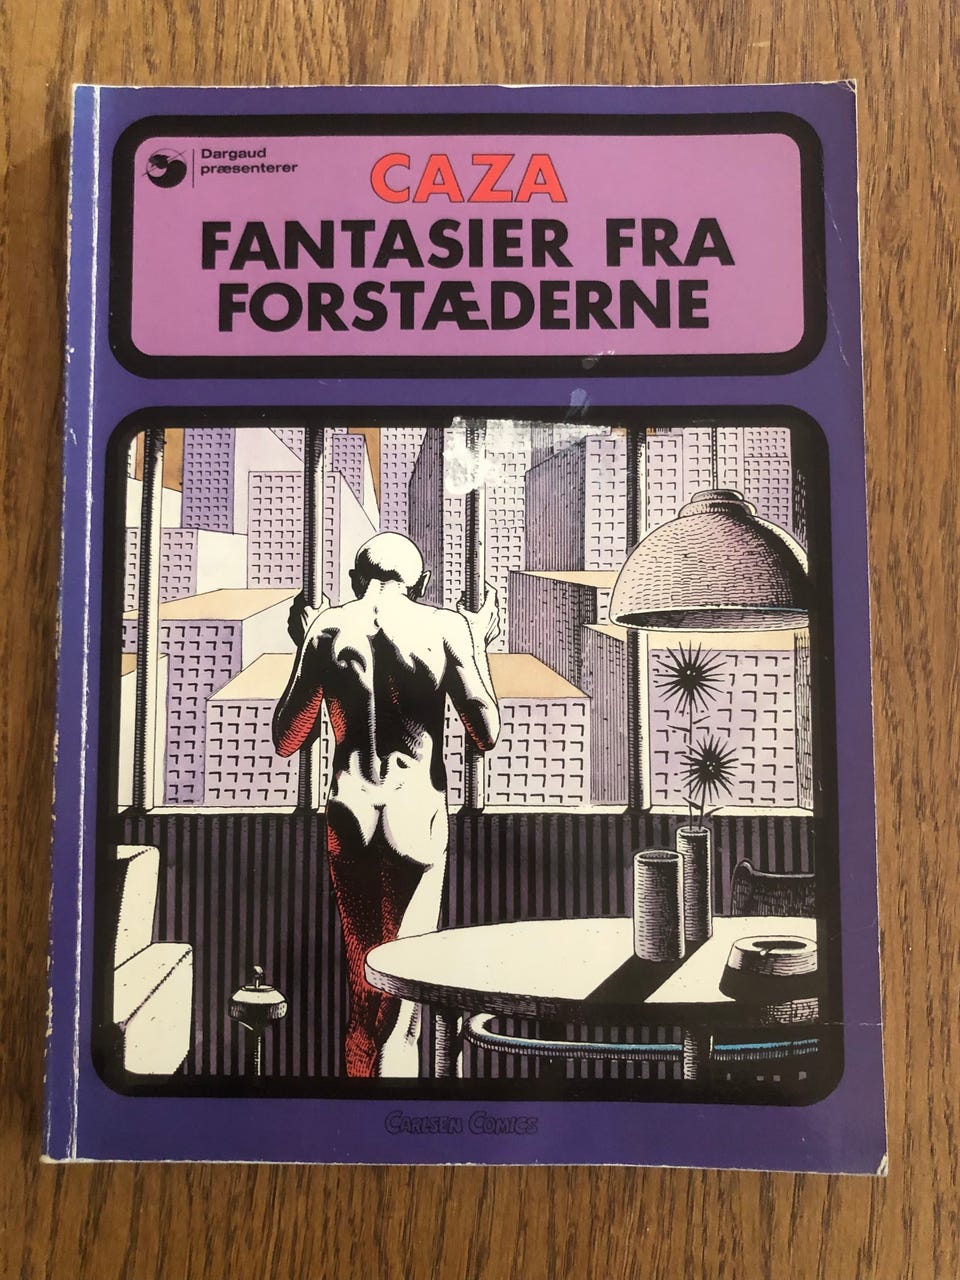 Dargaud
præsenterer
CAZA
FANTASIER FRA
FORSTÆDERNE
CARLSEN COMICS